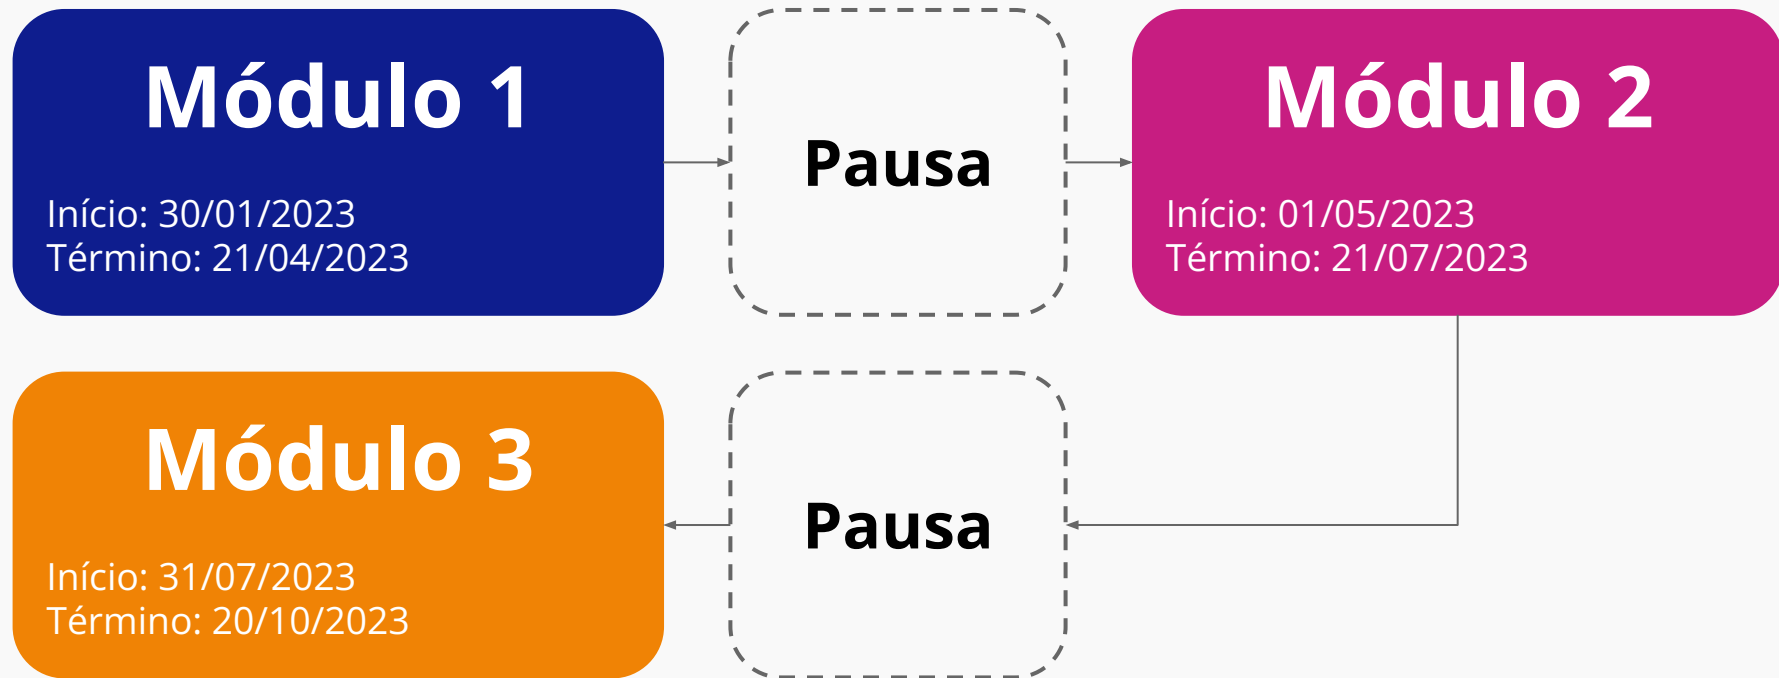 Módulo 1
Início: 30/01/2023
Término: 21/04/2023
Pausa
Módulo 2
Início: 01/05/2023
Término: 21/07/2023
Pausa
Módulo 3
Início: 31/07/2023
Término: 20/10/2023